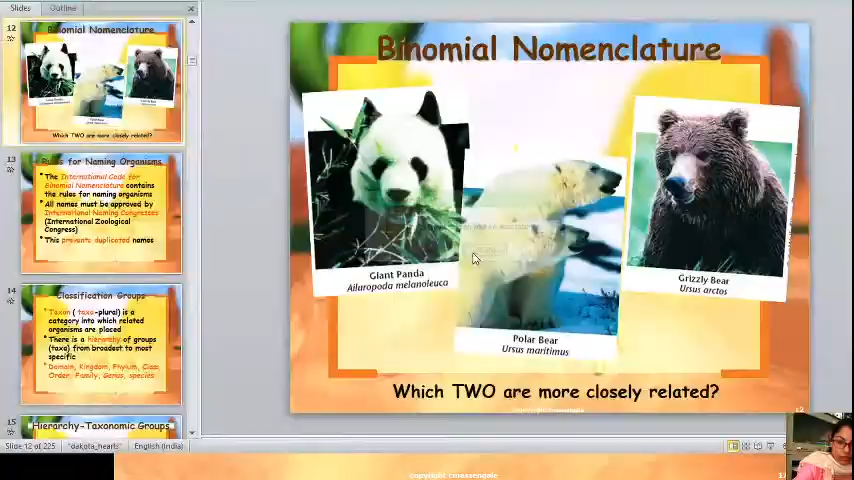 Slides
Outline
12
Binomial Nomenclature
Which TWO are more closely related?
13
Rules for Naming Organisms
The International Code for
Binomial Nomenclature contains
the rules for naming organisms
All names must be approved by
International Naming Congresses
(International Zoological
Congress)
This prevents duplicated names
14
Classification Groups
Taxon ( taxa-plural) is a
category into which related
organisms are placed
There is a hierarchy of groups
(taxa) from broadest to most
specific
Domain, Kingdom, Phylum, Class,
Order, Family, Genus, species
15
Hierarchy-Taxonomic Groups
Binomial Nomenclature
Giant Panda
Ailuropoda melanoleuca
Polar Bear
Ursus maritimus
Grizzly Bear
Ursus arctos
Which TWO are more closely related?
copyright cmassengale
12
Slide 12 of 225
"dakota_hearts"
English (India)
copyright cmassengale